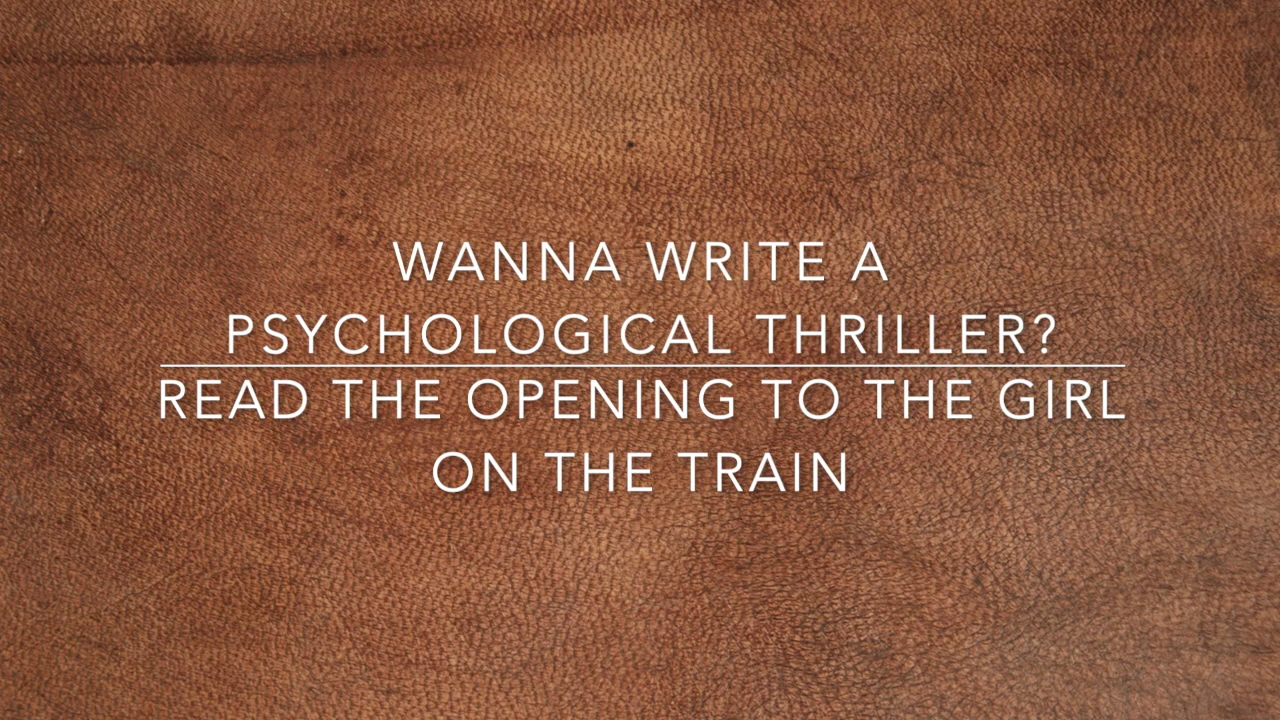 WANNA WRITE A
PSYCHOLOGICAL THRILLER?
READ THE OPENING TO THE GIRL
ON THE TRAIN